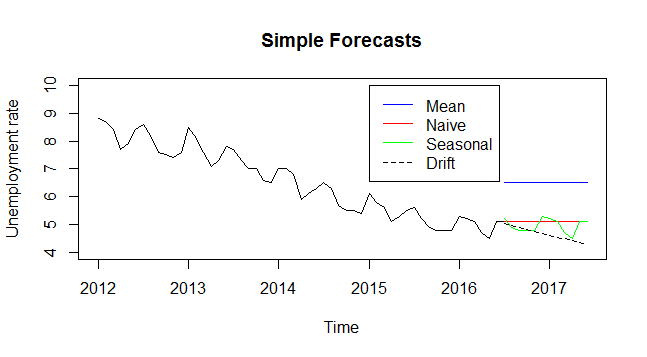 Simple Forecasts
Unemployment rate
10
9
8
7
6
5
4
Mean
Naive
Seasonal
Drift
2012 2013 2014 2015 2016 2017
Time